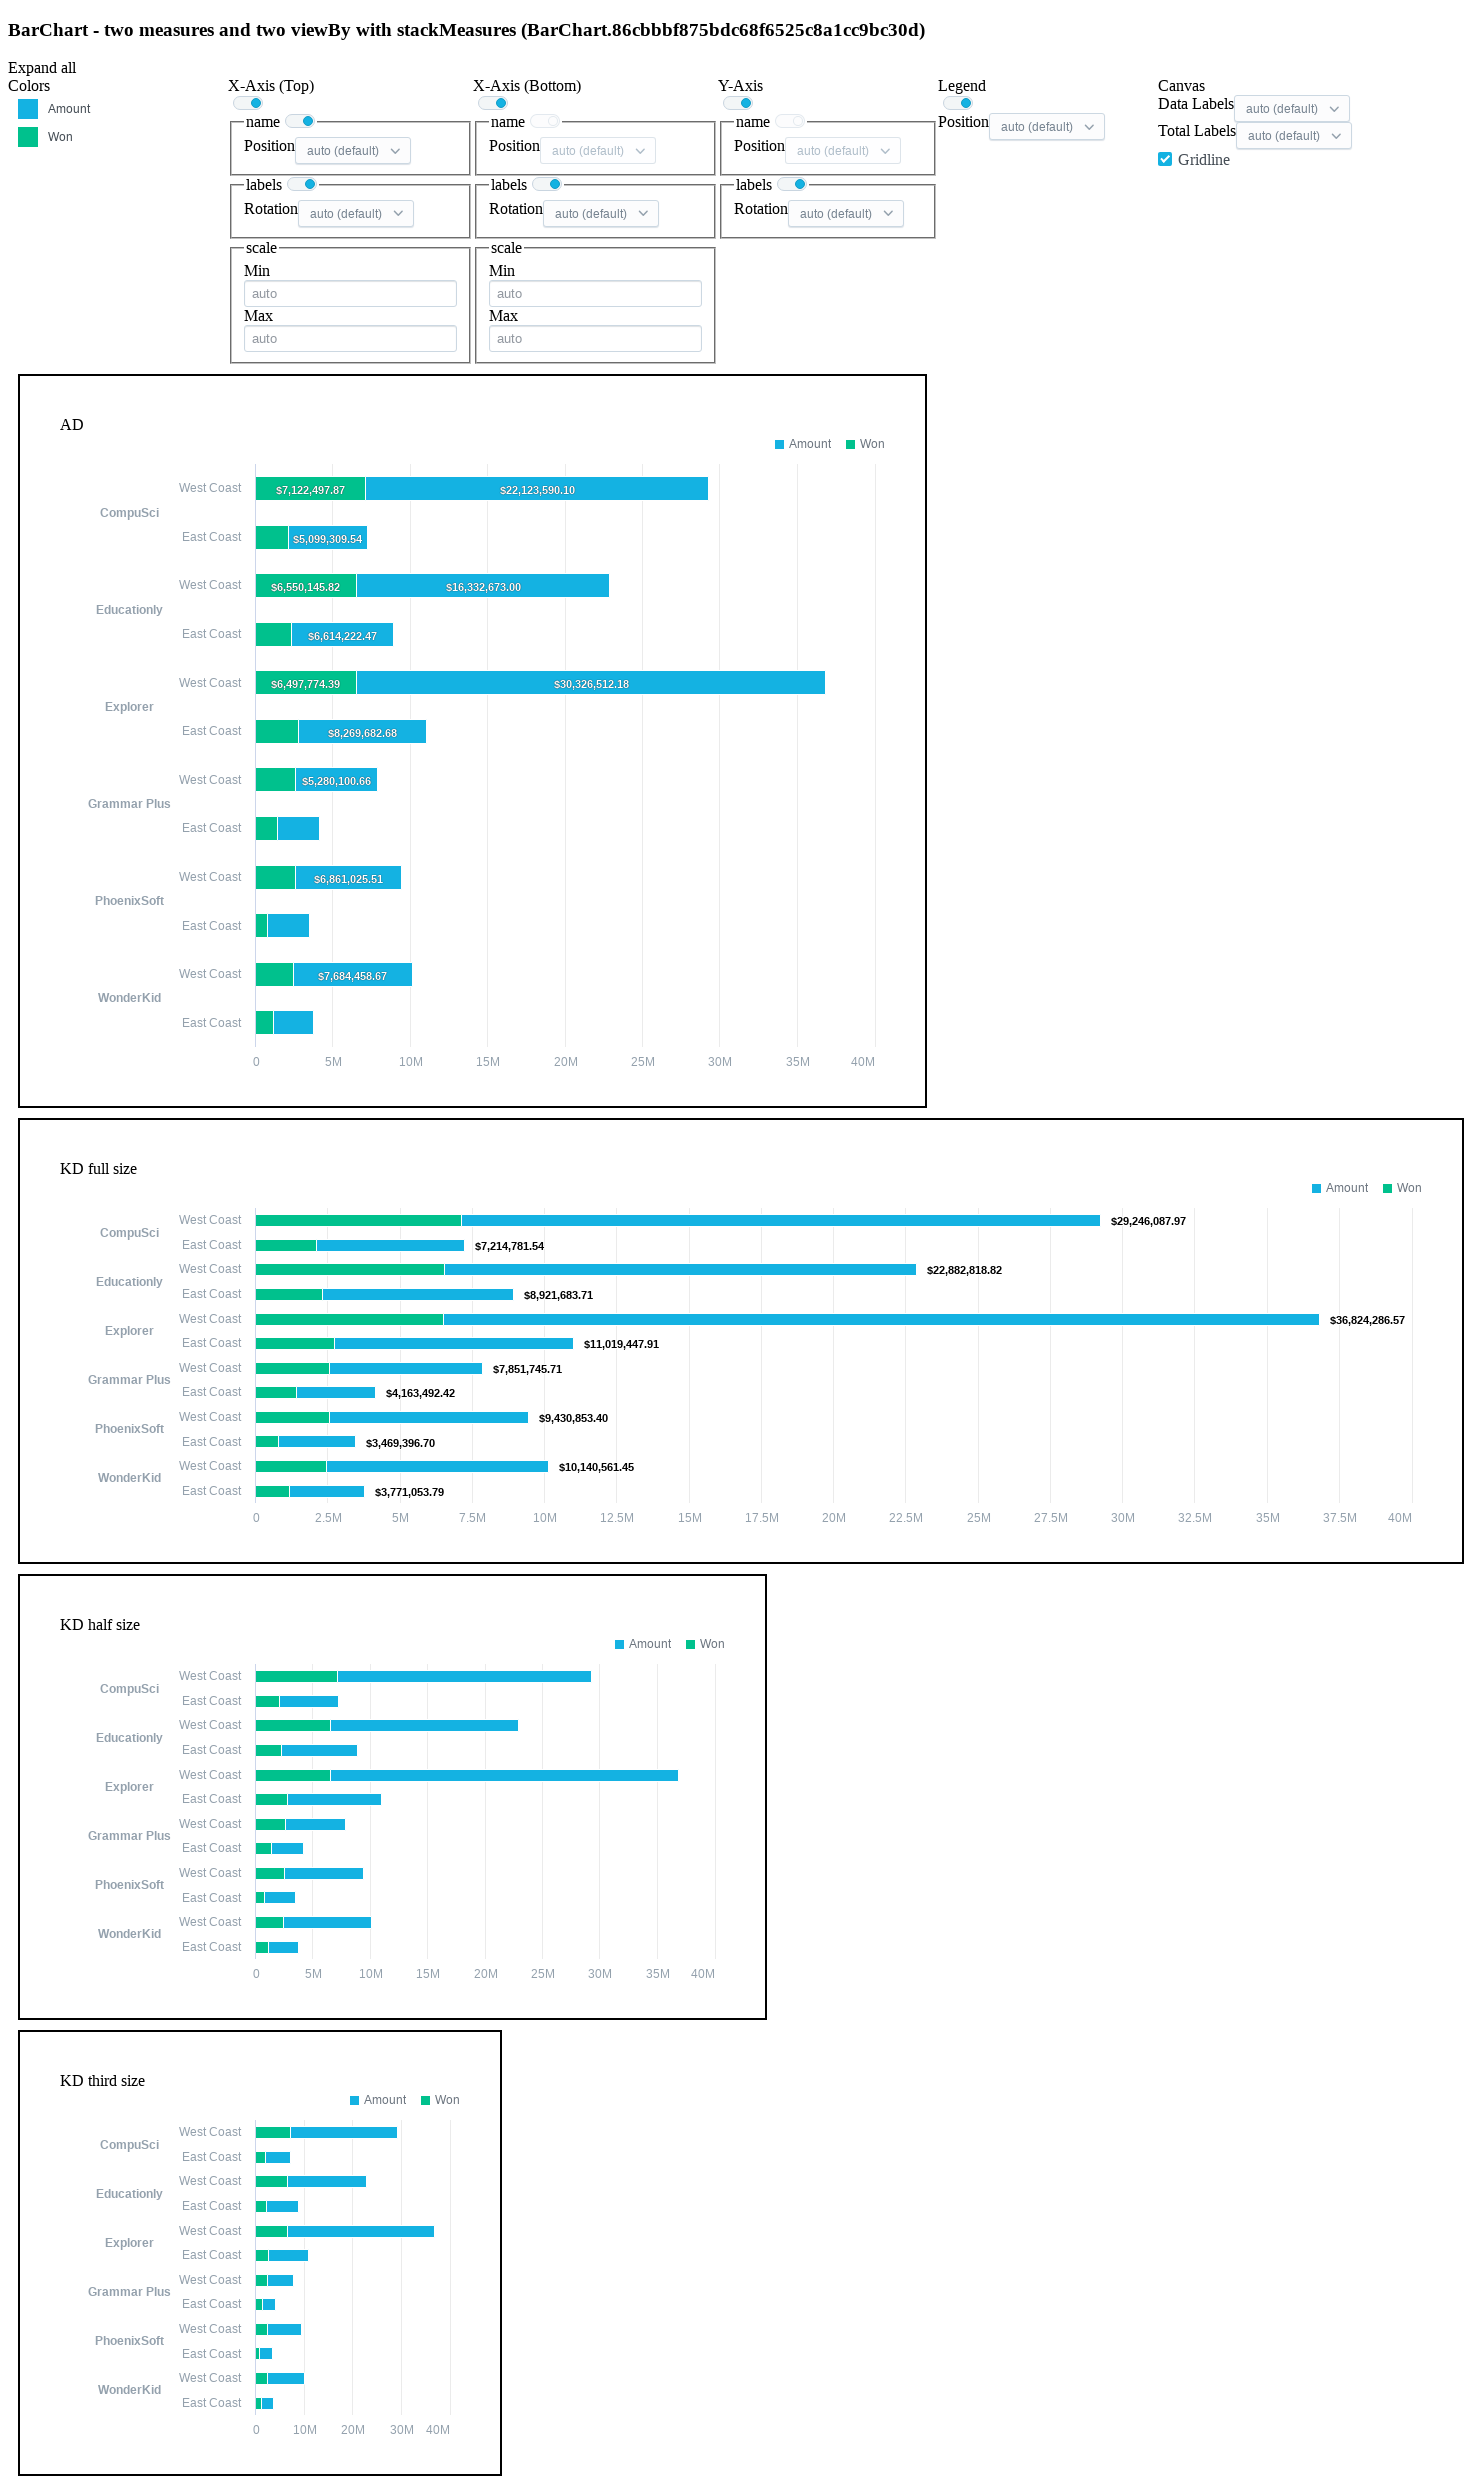 BarChart - two measures and two viewBy with stackMeasures (BarChart.86cbbbf875bdc68f6525c8a1cc9bc30d)
Expand all
Colors
Amount
Won
X-Axis (Top)
name
Position auto (default)
labels
Rotation auto (default)
scale
Min
auto
Max
auto
X-Axis (Bottom)
name
Position auto (default)
labels
Rotation auto (default)
scale
Min
auto
Max
auto
Y-Axis
name
Position auto (default)
labels
Rotation auto (default)
Legend
Position auto (default)
Canvas
Data Labels auto (default)
Total Labels auto (default)
Gridline
AD
Amount Won
CompuSci
West Coast $7,122,497.87 $22,123,590.10
East Coast $5,099,309.54
Educationly
West Coast $6,550,145.82 $16,332,673.00
East Coast $6,614,222.47
Explorer
West Coast $6,497,774.39 $30,326,512.18
East Coast $8,269,682.68
Grammar Plus
West Coast $5,280,100.66
East Coast
PhoenixSoft
West Coast $6,861,025.51
East Coast
WonderKid
West Coast $7,684,458.67
East Coast
0 5M 10M 15M 20M 25M 30M 35M 40M
KD full size
Amount Won
CompuSci
West Coast $29,246,087.97
East Coast $7,214,781.54
Educationly
West Coast $22,882,818.82
East Coast $8,921,683.71
Explorer
West Coast $36,824,286.57
East Coast $11,019,447.91
Grammar Plus
West Coast $7,851,745.71
East Coast $4,163,492.42
PhoenixSoft
West Coast $9,430,853.40
East Coast $3,469,396.70
WonderKid
West Coast $10,140,561.45
East Coast $3,771,053.79
0 2.5M 5M 7.5M 10M 12.5M 15M 17.5M 20M 22.5M 25M 27.5M 30M 32.5M 35M 37.5M 40M
KD half size
Amount Won
CompuSci
West Coast
East Coast
Educationly
West Coast
East Coast
Explorer
West Coast
East Coast
Grammar Plus
West Coast
East Coast
PhoenixSoft
West Coast
East Coast
WonderKid
West Coast
East Coast
0 5M 10M 15M 20M 25M 30M 35M 40M
KD third size
Amount Won
CompuSci
West Coast
East Coast
Educationly
West Coast
East Coast
Explorer
West Coast
East Coast
Grammar Plus
West Coast
East Coast
PhoenixSoft
West Coast
East Coast
WonderKid
West Coast
East Coast
0 10M 20M 30M 40M